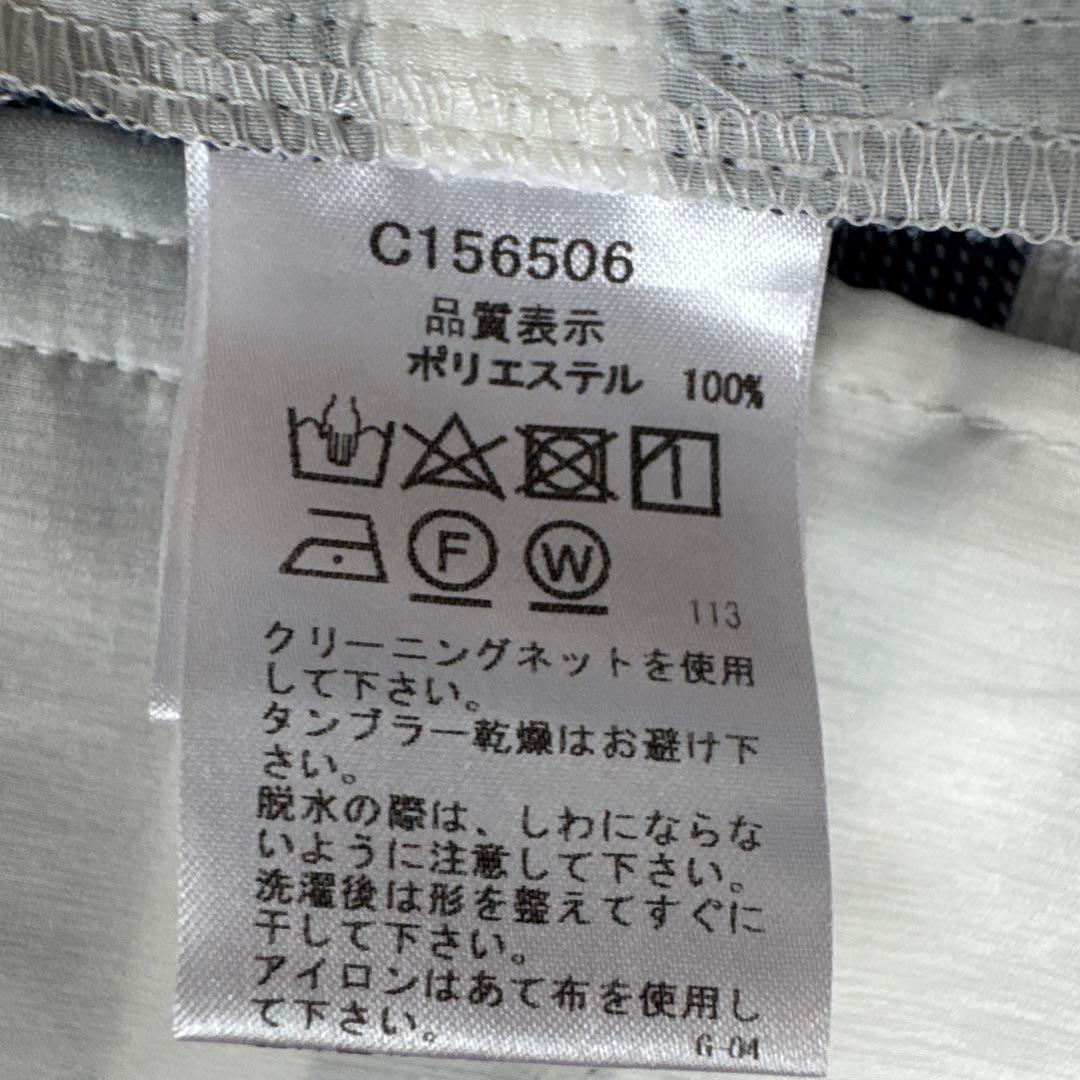 C156506
品質表示
ポリエステル 100%
F W
113
クリーニングネットを使用
して下さい。
タンブラー乾燥はお避け下
さい。
脱水の際は、しわにならな
いように注意して下さい。
洗濯後は形を整えてすぐに
干して下さい。
アイロンはあて布を使用し
て下さい。
G-04